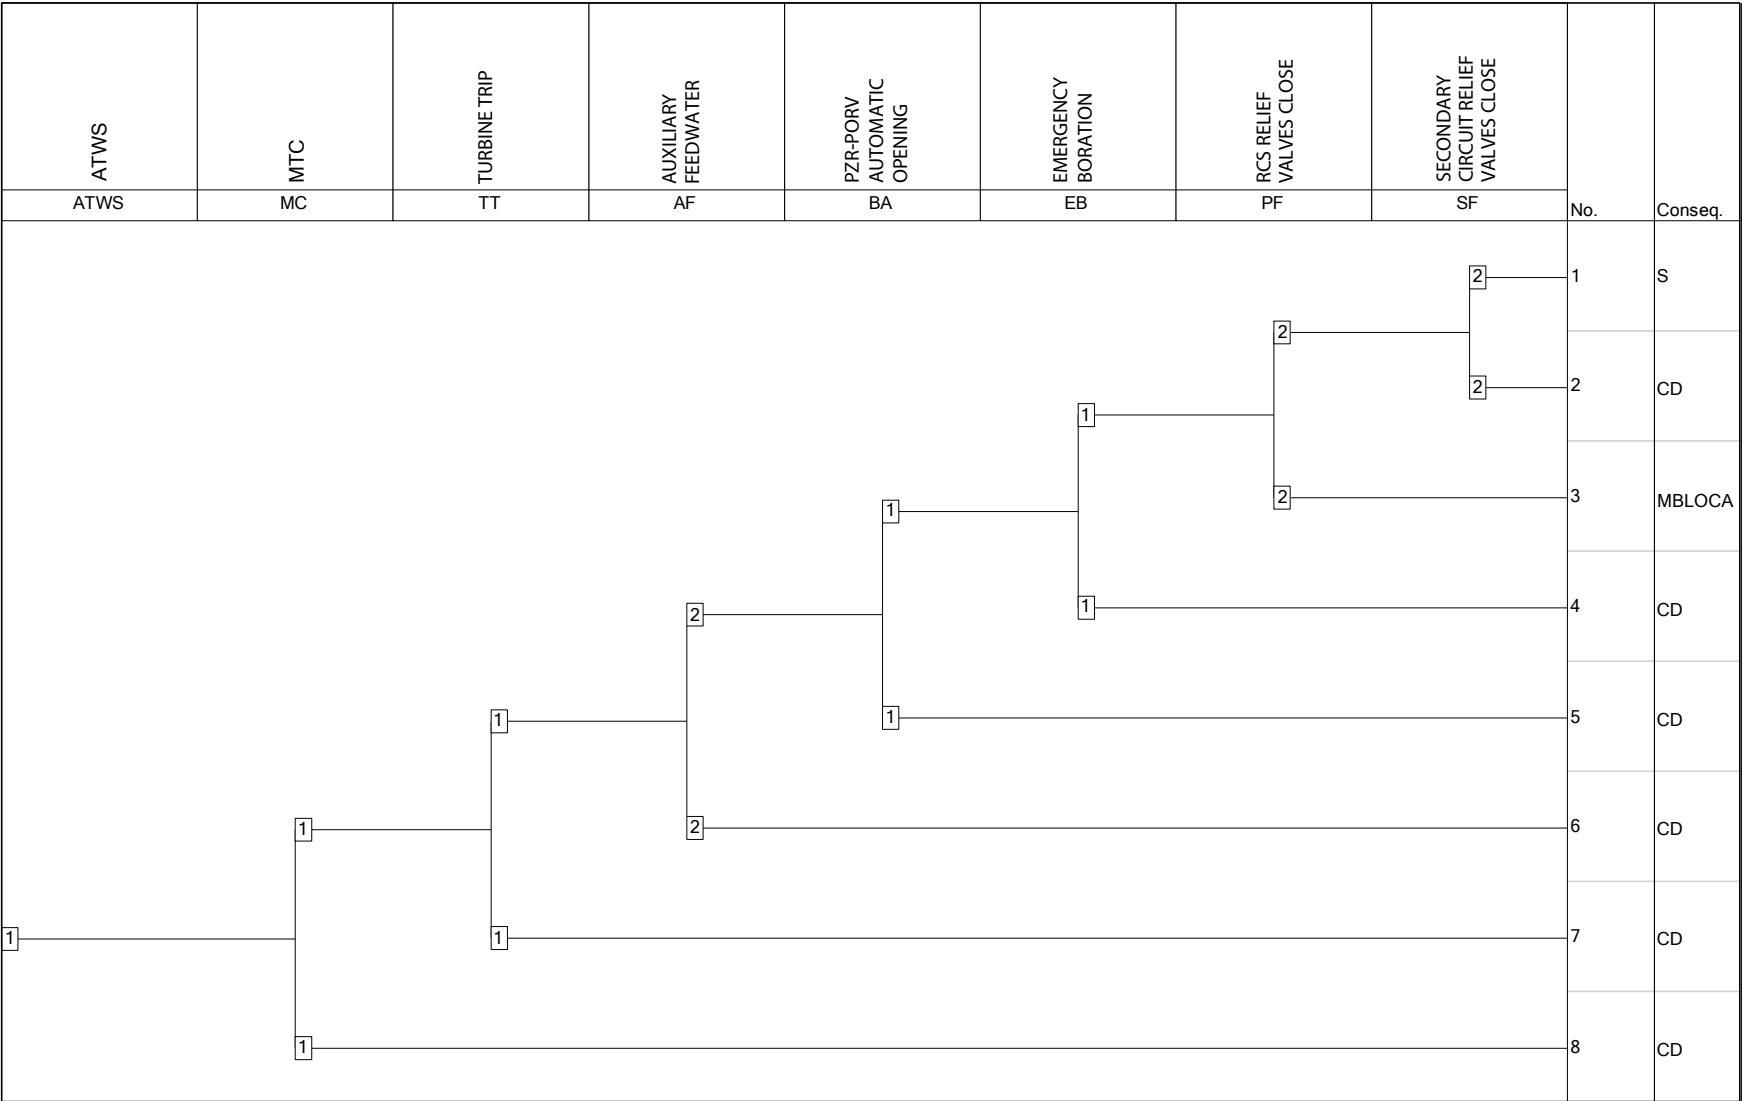 ATWS
MTC
TURBINE TRIP
AUXILIARY
FEEDWATER
PZR-PORV
AUTOMATIC
OPENING
EMERGENCY
BORATION
RCS RELIEF
VALVES CLOSE
SECONDARY
CIRCUIT RELIEF
VALVES CLOSE
ATWS MC TT AF BA EB PF SF No. Conseq.
2 1 S
2
2 2 CD
1
2 3 MBLOCA
1
1 4 CD
2
1 5 CD
1
2 6 CD
1
1 1 7 CD
1 8 CD